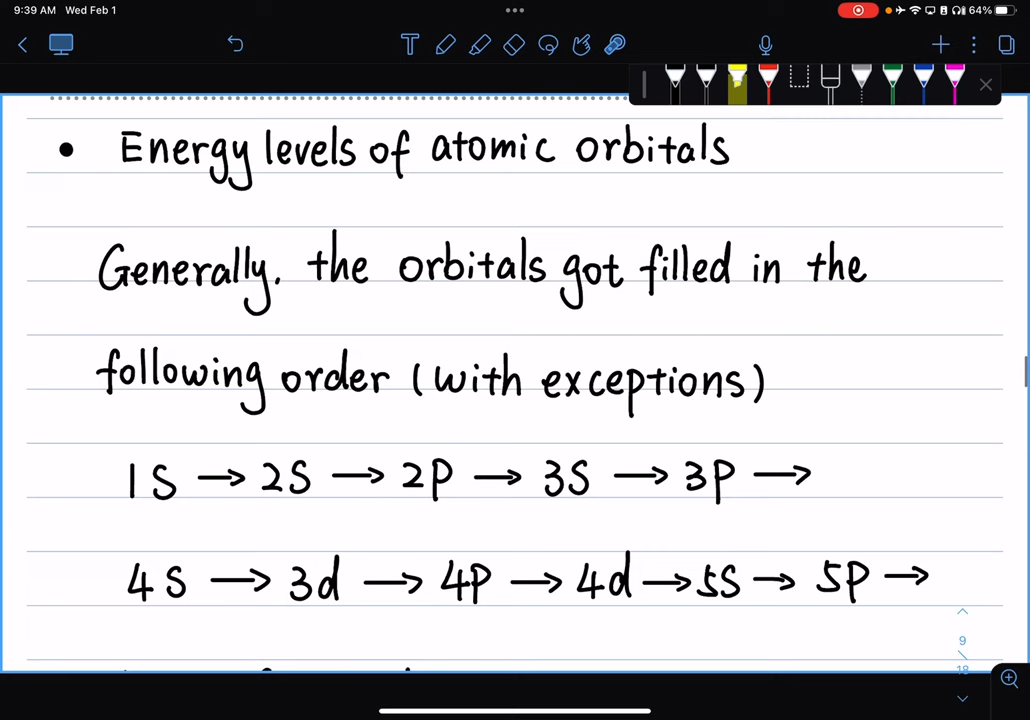 9:39 AM Wed Feb 1
64%
• Energy levels of atomic orbitals
Generally. the orbitals got filled in the
following order (with exceptions)
1S → 2S → 2P → 3S → 3P →
4S → 3d → 4P → 4d → 5S → 5P →
9
18